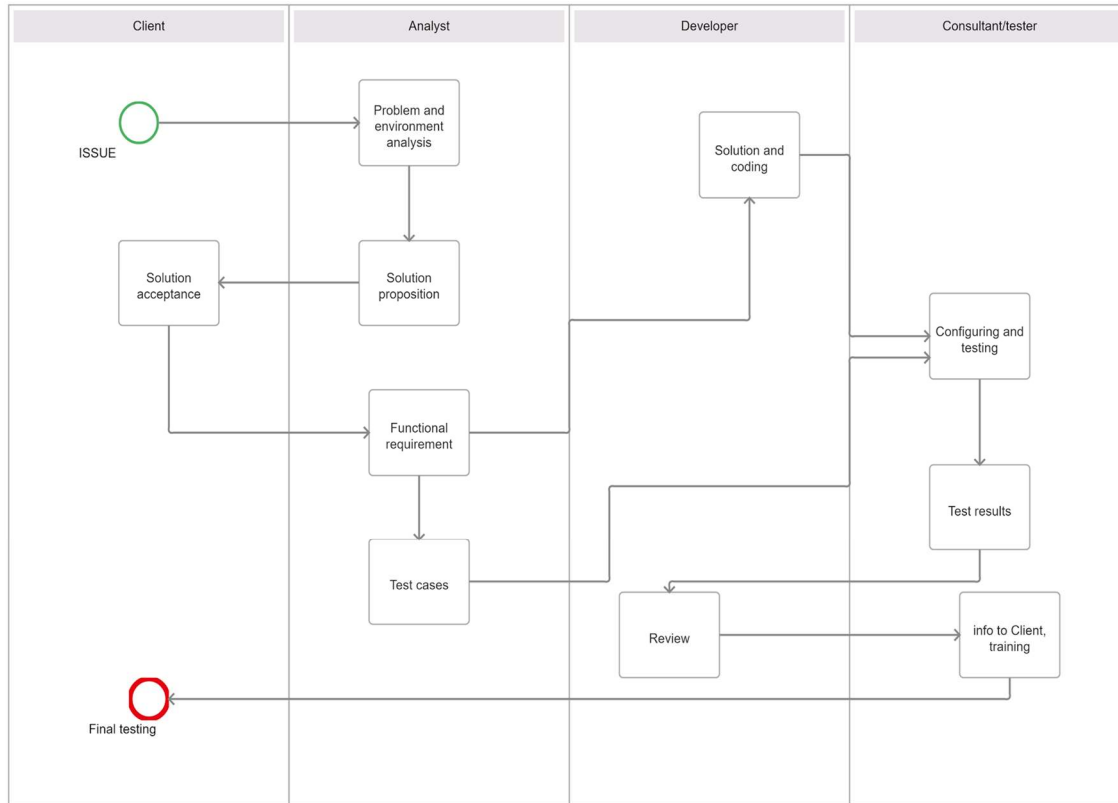 Client
Analyst
Developer
Consultant/tester
ISSUE
Problem and
environment
analysis
Solution and
coding
Solution
acceptance
Solution
proposition
Configuring and
testing
Functional
requirement
Test results
Test cases
Review
info to Client,
training
Final testing